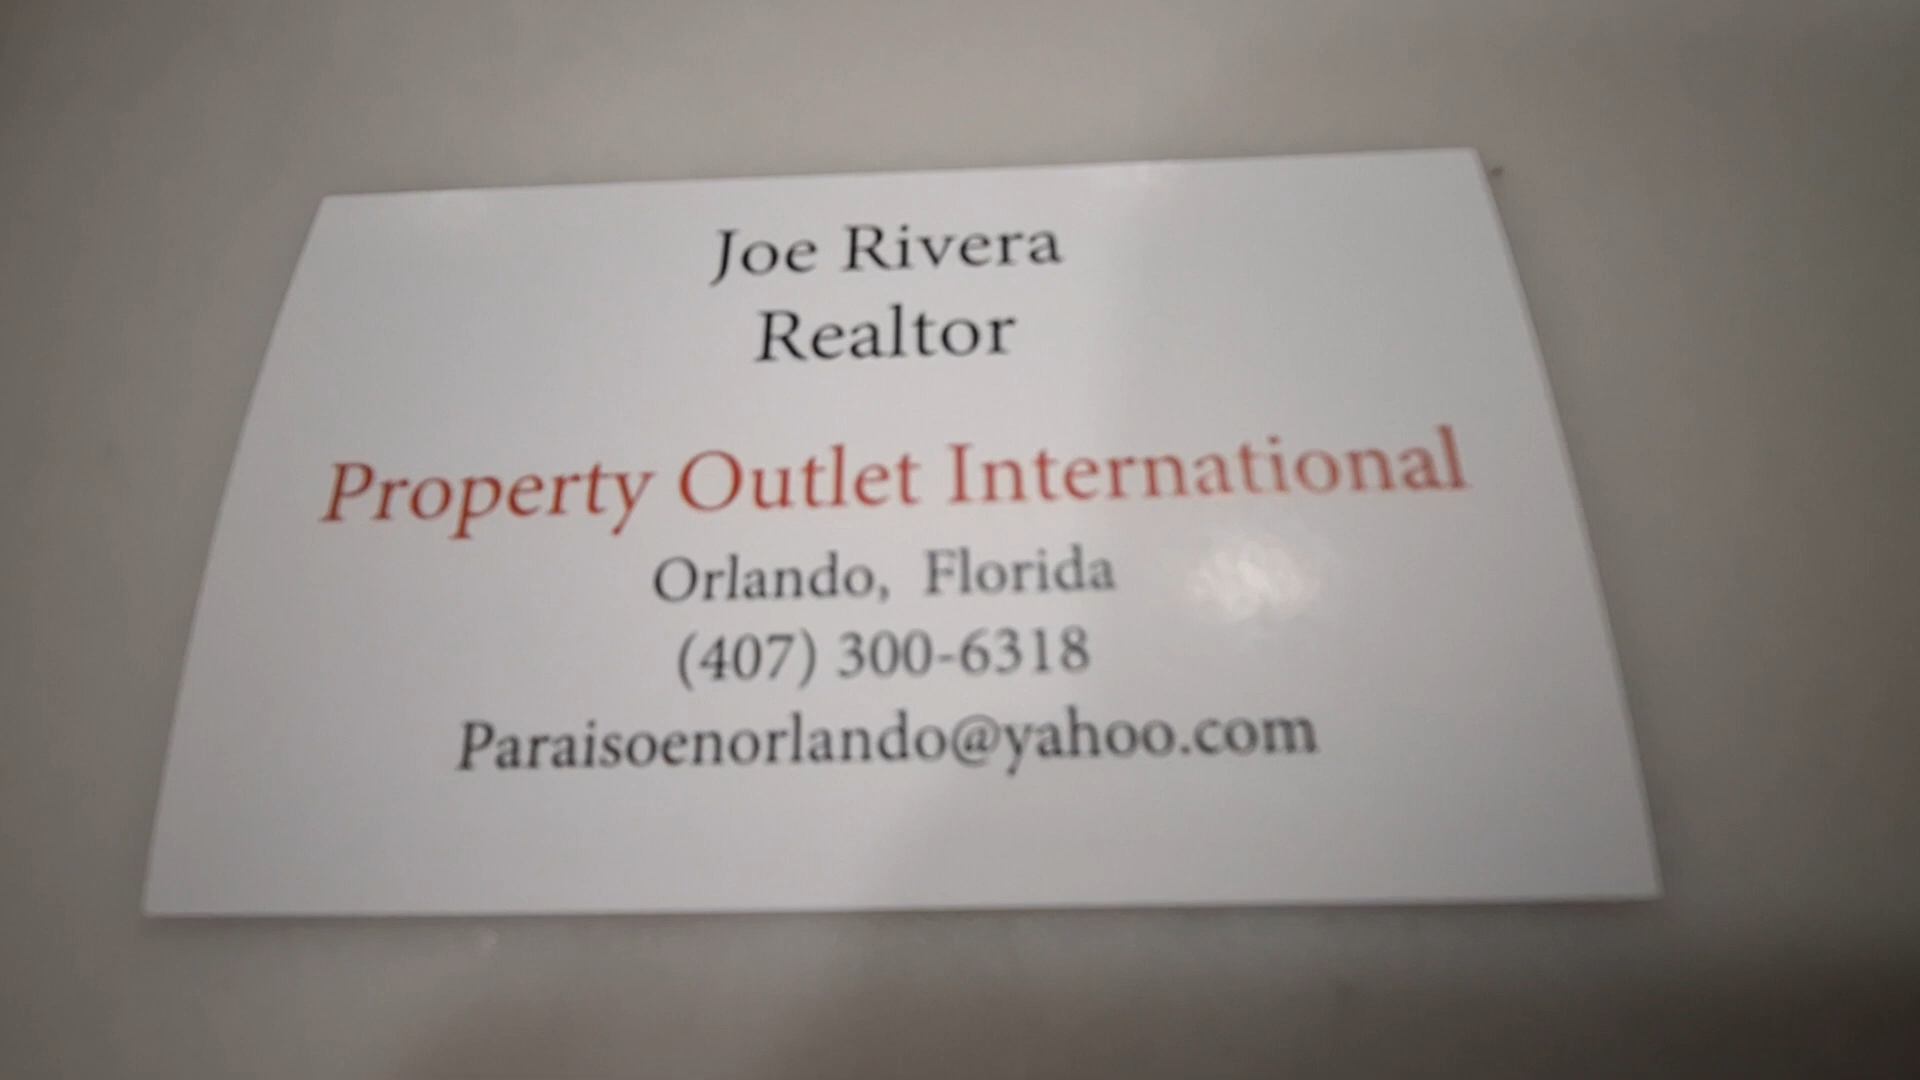 Joe Rivera
Realtor
Property Outlet International
Orlando, Florida
(407) 300-6318
Paraisoenorlando@yahoo.com